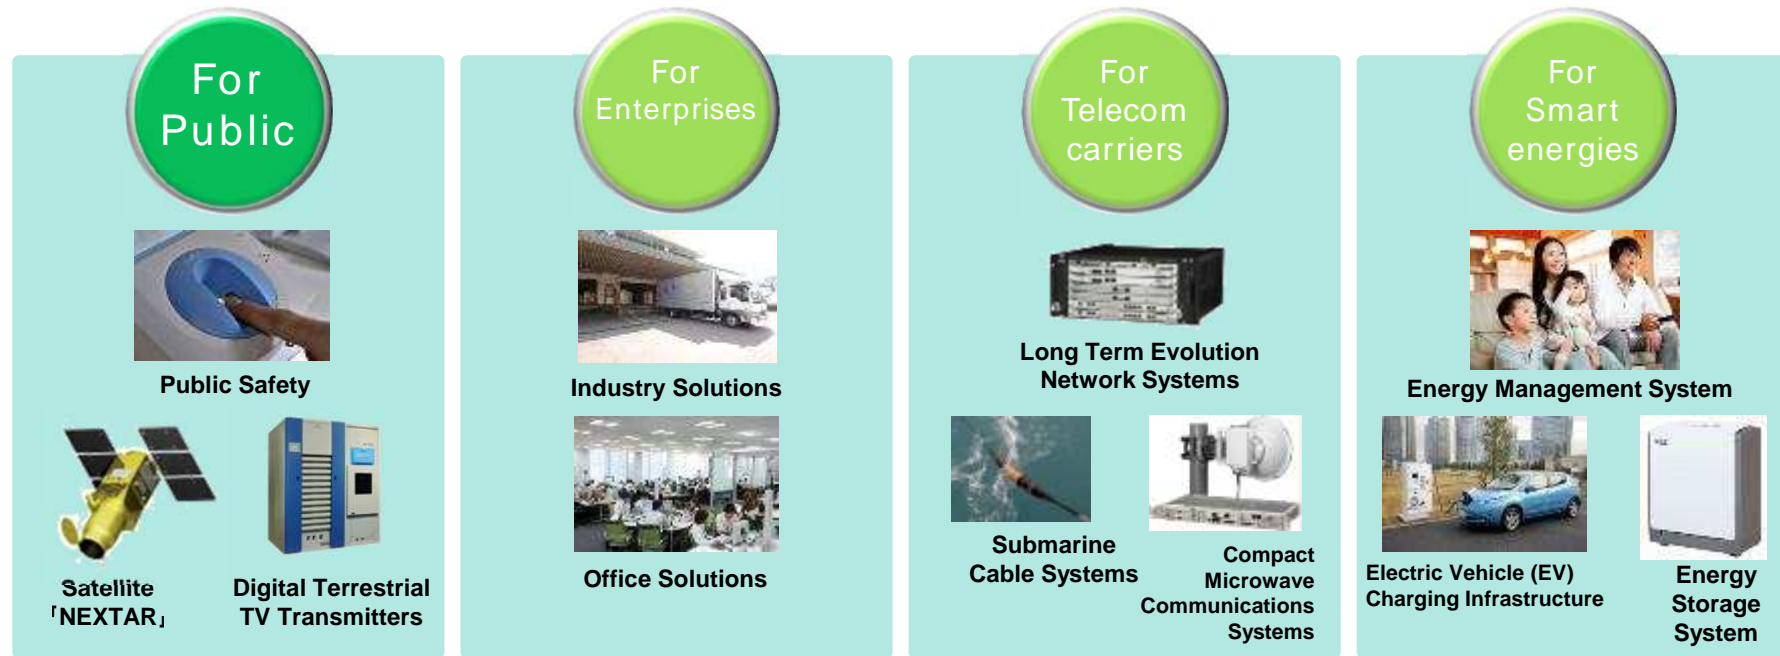 For
Public
Public Safety
Satellite
「NEXTAR」
Digital Terrestrial
TV Transmitters
For
Enterprises
Industry Solutions
Office Solutions
For
Telecom
carriers
Long Term Evolution
Network Systems
Submarine
Cable Systems
Compact
Microwave
Communications
Systems
For
Smart
energies
Energy Management System
Electric Vehicle (EV)
Charging Infrastructure
Energy
Storage
System